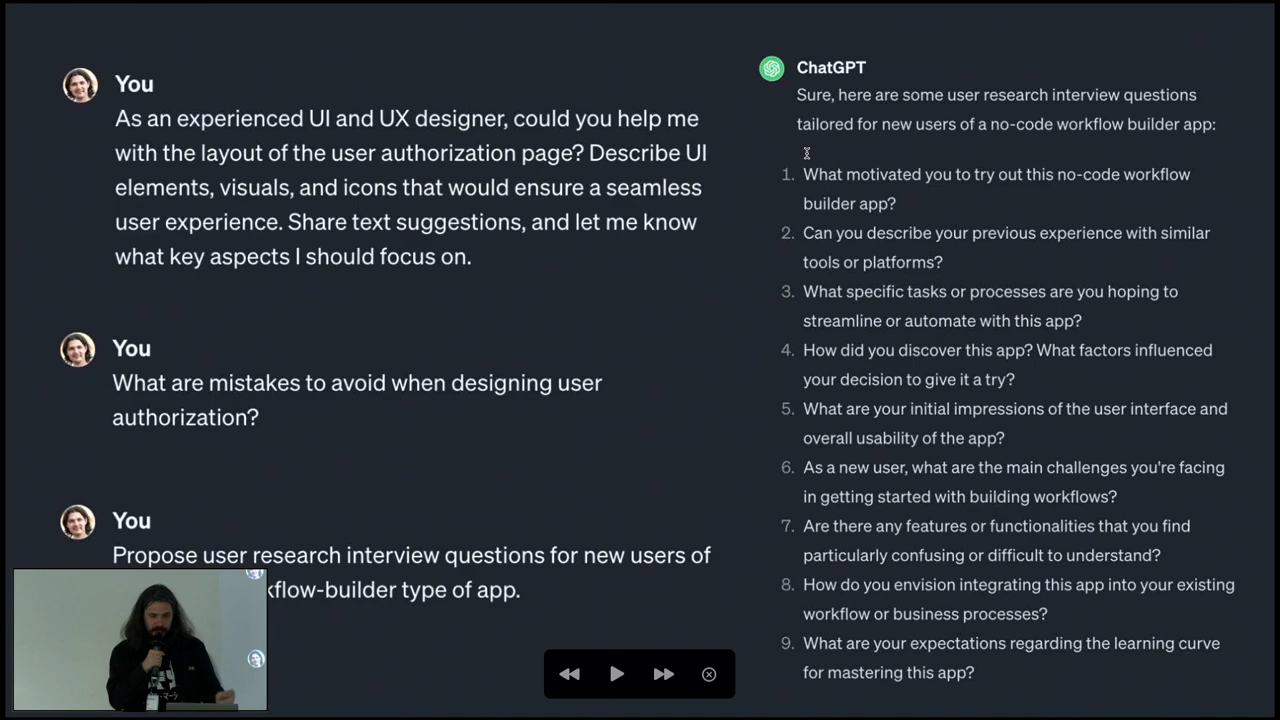 You
As an experienced UI and UX designer, could you help me
with the layout of the user authorization page? Describe UI
elements, visuals, and icons that would ensure a seamless
user experience. Share text suggestions, and let me know
what key aspects I should focus on.
You
What are mistakes to avoid when designing user
authorization?
You
Propose user research interview questions for new users of
kflow-builder type of app.
ChatGPT
Sure, here are some user research interview questions
tailored for new users of a no-code workflow builder app:
1. What motivated you to try out this no-code workflow
builder app?
2. Can you describe your previous experience with similar
tools or platforms?
3. What specific tasks or processes are you hoping to
streamline or automate with this app?
4. How did you discover this app? What factors influenced
your decision to give it a try?
5. What are your initial impressions of the user interface and
overall usability of the app?
6. As a new user, what are the main challenges you're facing
in getting started with building workflows?
7. Are there any features or functionalities that you find
particularly confusing or difficult to understand?
8. How do you envision integrating this app into your existing
workflow or business processes?
9. What are your expectations regarding the learning curve
for mastering this app?